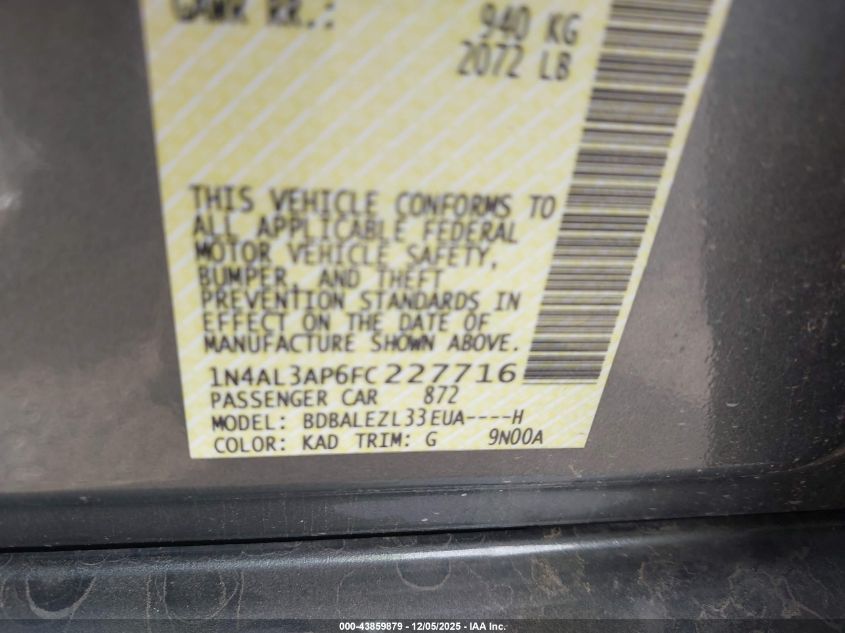 GAWR RR.: 940 KG
2072 LB
THIS VEHICLE CONFORMS TO
ALL APPLICABLE FEDERAL
MOTOR VEHICLE SAFETY,
BUMPER, AND THEFT
PREVENTION STANDARDS IN
EFFECT ON THE DATE OF
MANUFACTURE SHOWN ABOVE.
1N4AL3AP6FC227716
PASSENGER CAR 872
MODEL: BDBALEZL33EUA----H
COLOR: KAD TRIM: G 9N00A
000-43859879 - 12/05/2025 - IAA Inc.